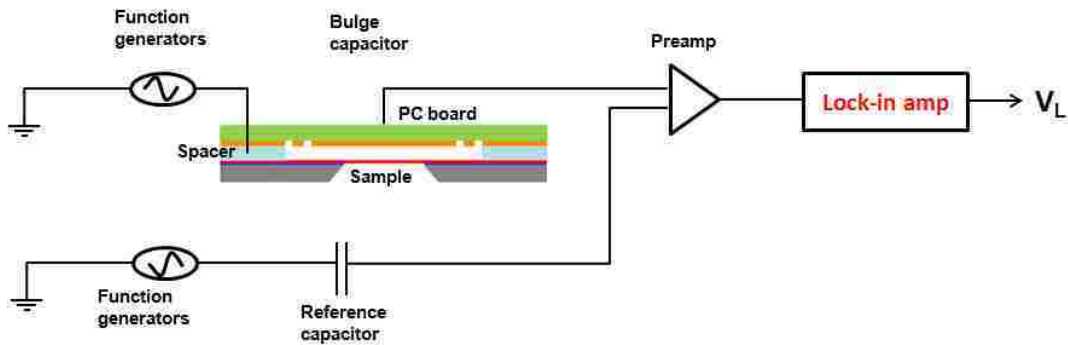 Function
generators
Bulge
capacitor
Preamp
PC board
Lock-in amp
V_L
Spacer
Sample
Function
generators
Reference
capacitor